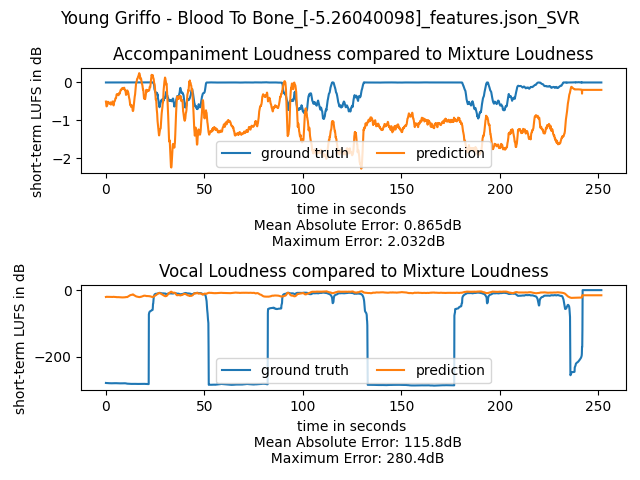 Young Griffo - Blood To Bone_[-5.26040098]_features.json_SVR
Accompaniment Loudness compared to Mixture Loudness
short-term LUFS in dB
0
−1
−2
ground truth
prediction
0
50
100
150
200
250
time in seconds
Mean Absolute Error: 0.865dB
Maximum Error: 2.032dB
Vocal Loudness compared to Mixture Loudness
short-term LUFS in dB
0
−200
ground truth
prediction
0
50
100
150
200
250
time in seconds
Mean Absolute Error: 115.8dB
Maximum Error: 280.4dB